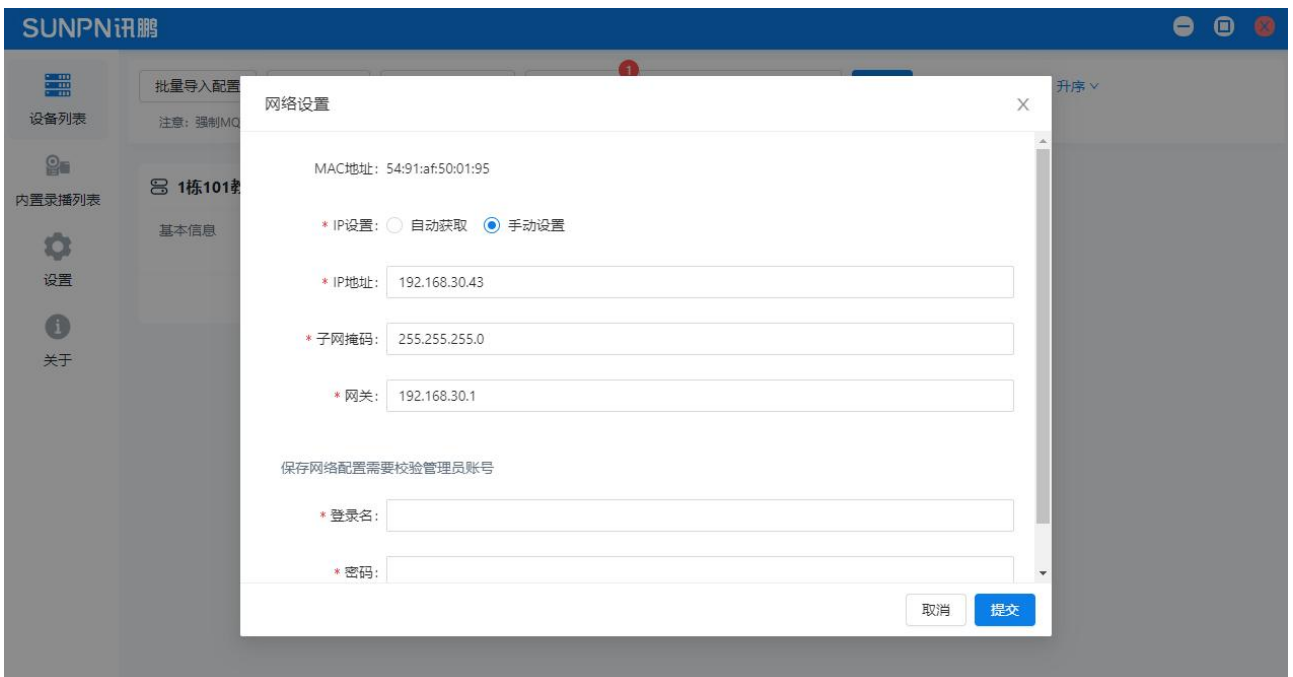 SUNPN讯鹏
设备列表
内置录播列表
设置
关于
批量导入配置
1
升序
注意：强制MQ
1栋101教
基本信息
网络设置
MAC地址：54:91:af:50:01:95
* IP设置： 自动获取 手动设置
* IP地址： 192.168.30.43
* 子网掩码： 255.255.255.0
* 网关： 192.168.30.1
保存网络配置需要校验管理员账号
* 登录名：
* 密码：
取消 提交